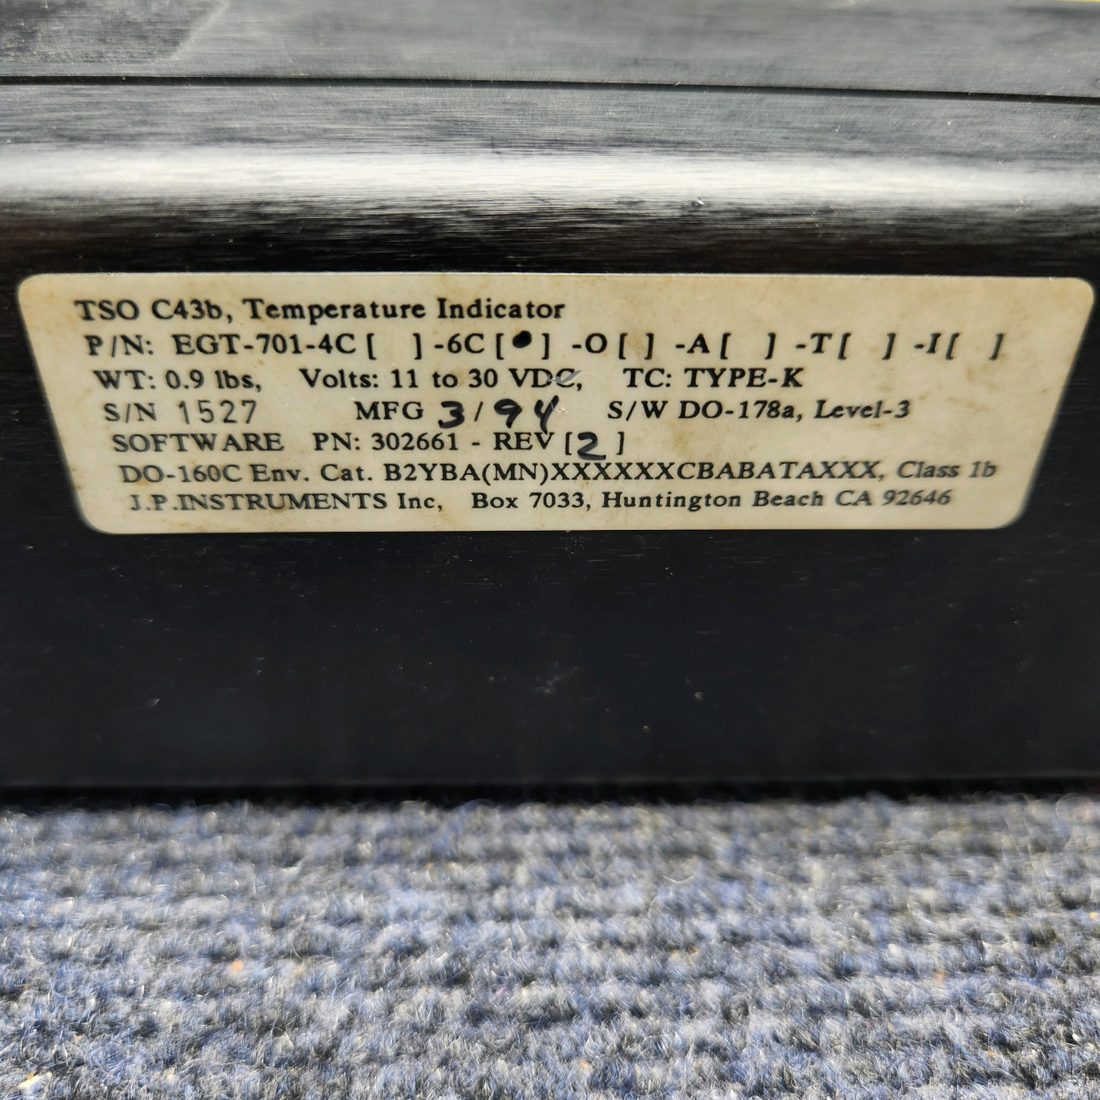 TSO C43b, Temperature Indicator
P/N: EGT-701-4C [ ] -6C [●] -O [ ] -A [ ] -T [ ] -I [ ]
WT: 0.9 lbs, Volts: 11 to 30 VDC, TC: TYPE-K
S/N 1527 MFG 3/94 S/W DO-178a, Level-3
SOFTWARE PN: 302661 - REV [2]
DO-160C Env. Cat. B2YBA(MN)XXXXXXCBABATAXXX, Class 1b
J.P.INSTRUMENTS Inc, Box 7033, Huntington Beach CA 92646